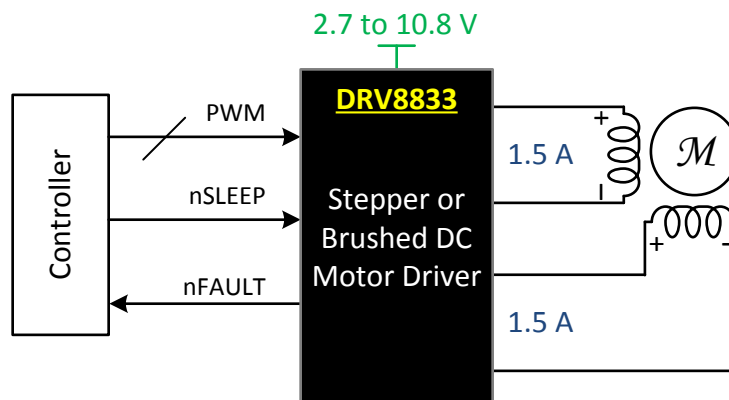 2.7 to 10.8 V
DRV8833
PWM
nSLEEP
nFAULT
Controller
Stepper or
Brushed DC
Motor Driver
1.5 A
1.5 A
+
–
M
+
-